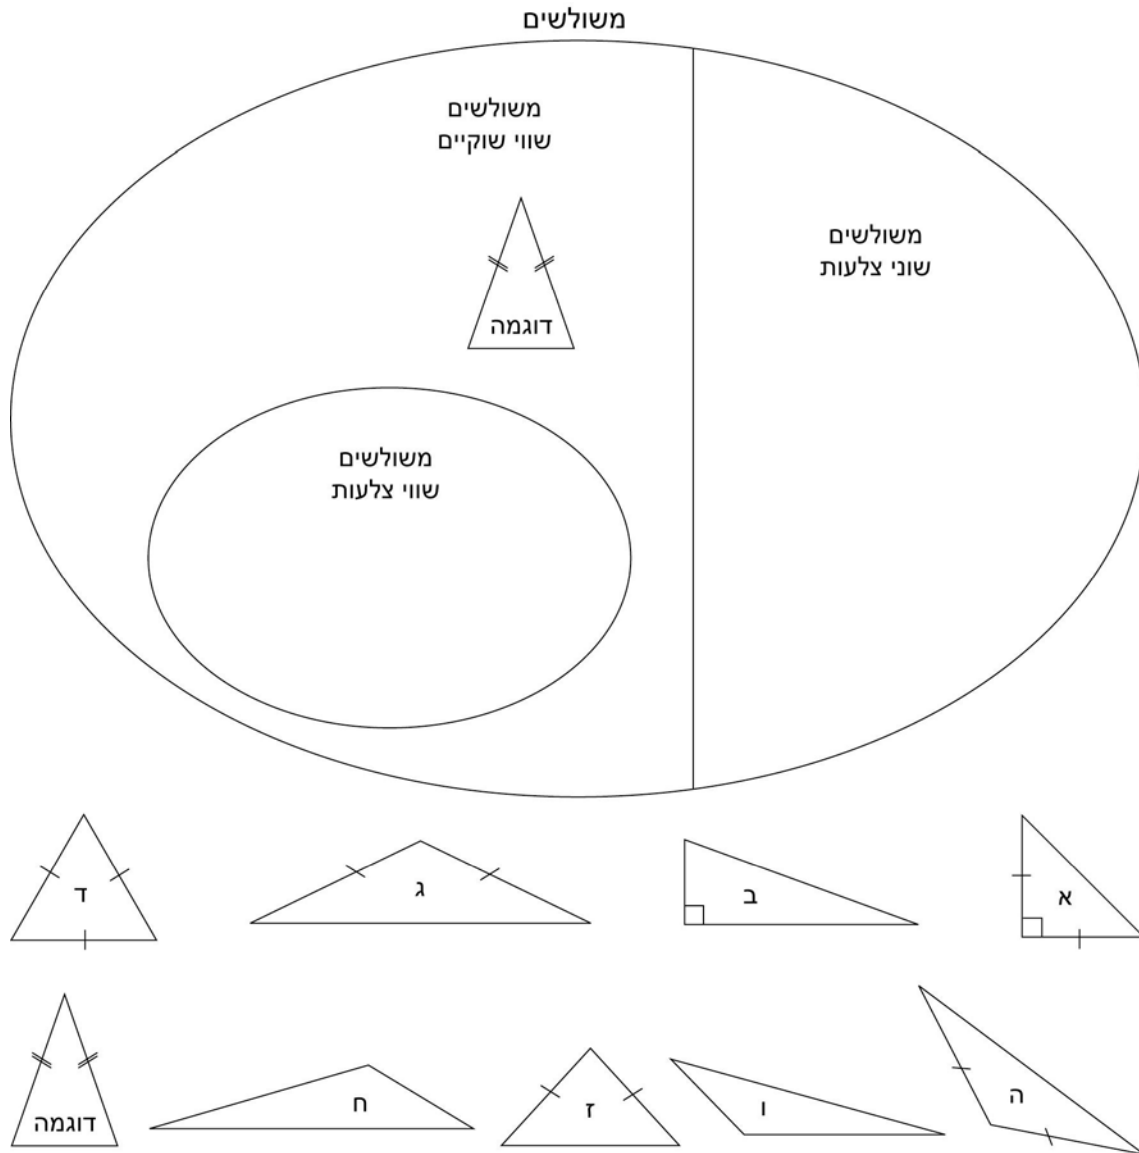 משולשים
משולשים
שווי שוקיים
משולשים
שוני צלעות
דוגמה
משולשים
שווי צלעות
א
ב
ג
ד
ה
ו
ז
ח
דוגמה